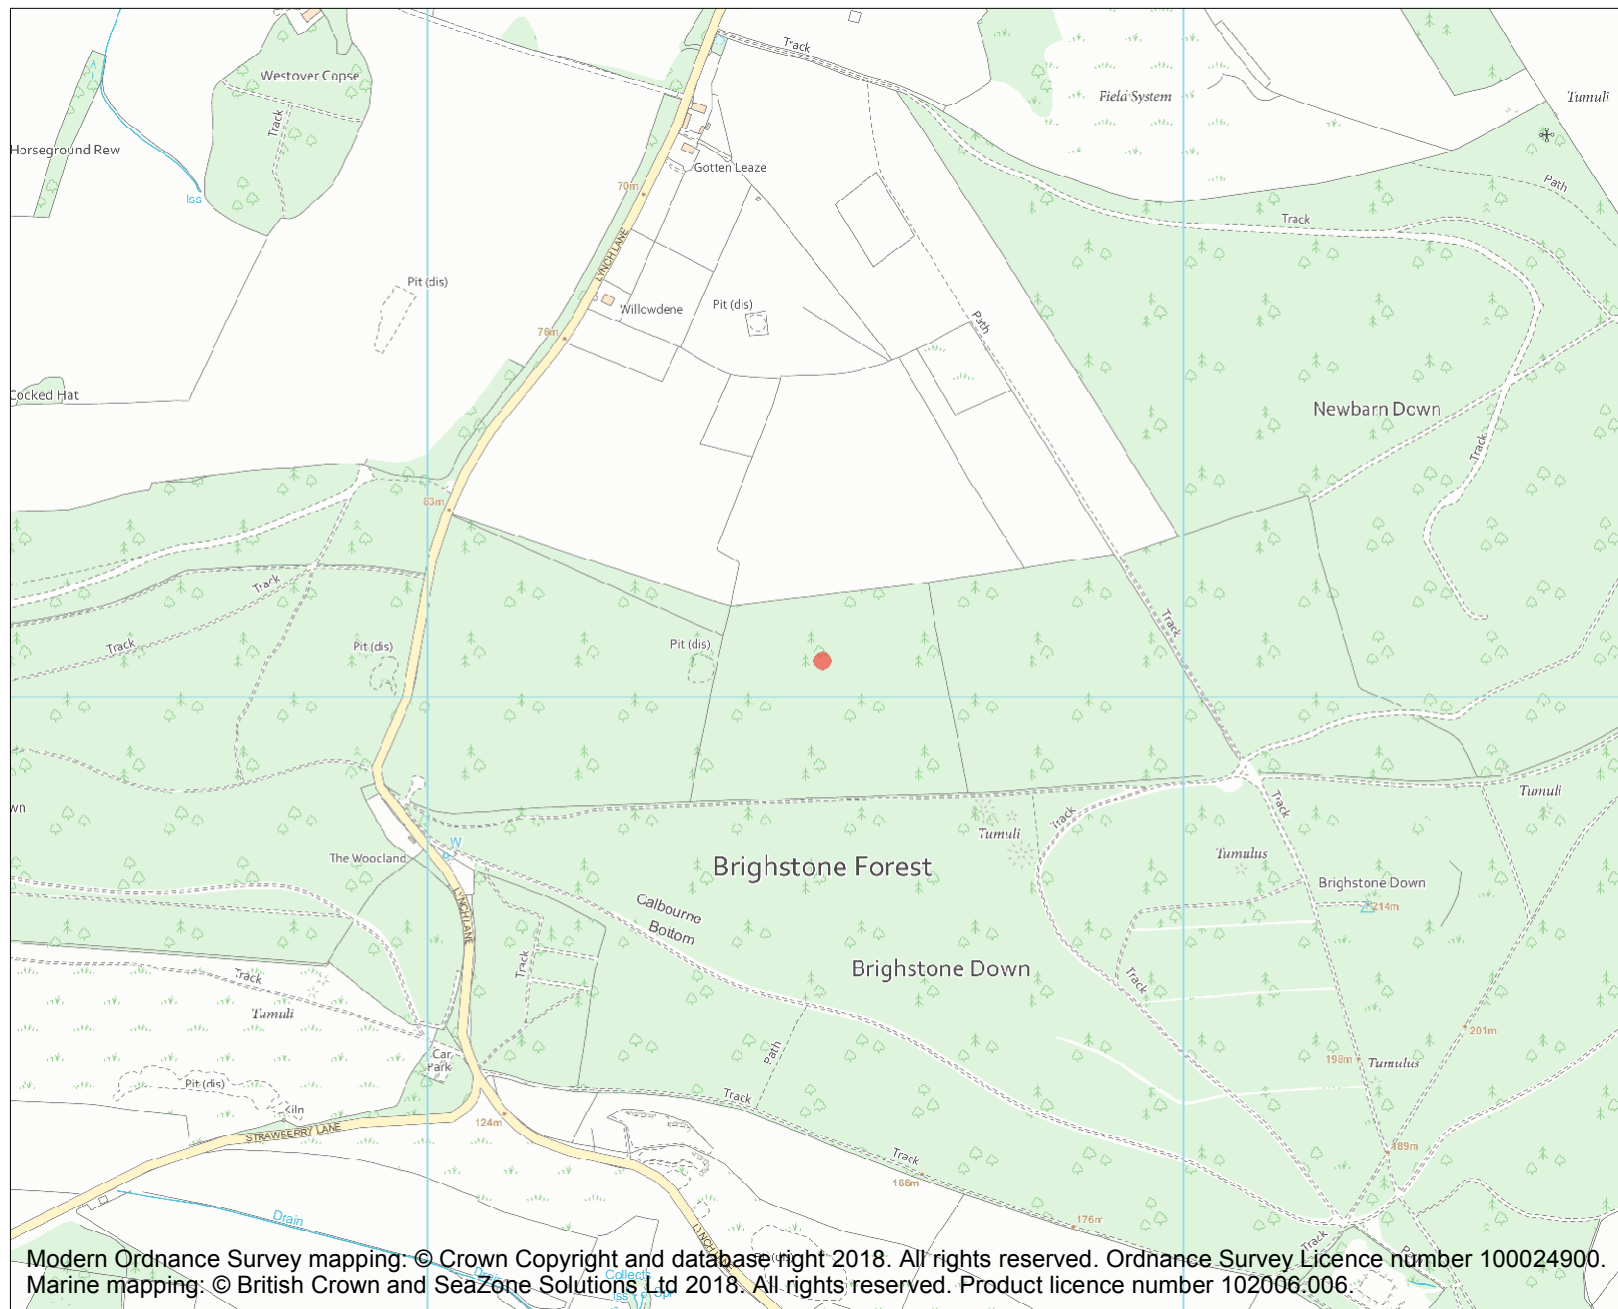 Track
Westover Copse
Field System
Tumuli
Track
Horseground Rew
Gotten Leaze
Path
70m
Iss
Track
LYNCH LANE
Pit (dis)
Pit (dis)
Willowdene
Path
76m
Cocked Hat
Newbarn Down
Track
83m
Track
Track
Track
Pit (dis)
Pit (dis)
Tumuli
wn
Track
Track
Tumuli
W
The Woodland
Brighstone Forest
Tumulus
Brighstone Down
LYNCH LANE
Calbourne
Bottom
214m
Track
Brighstone Down
Track
Track
Tumuli
201m
Car
Park
Path
198m
Tumulus
Pit (dis)
Track
Kiln
124m
STRAWBERRY LANE
189m
Track
166m
Drain
176m
Track
Path
Modern Ordnance Survey mapping: © Crown Copyright and database right 2018. All rights reserved. Ordnance Survey Licence number 100024900.
Marine mapping: © British Crown and SeaZone Solutions Ltd 2018. All rights reserved. Product licence number 102006.006.